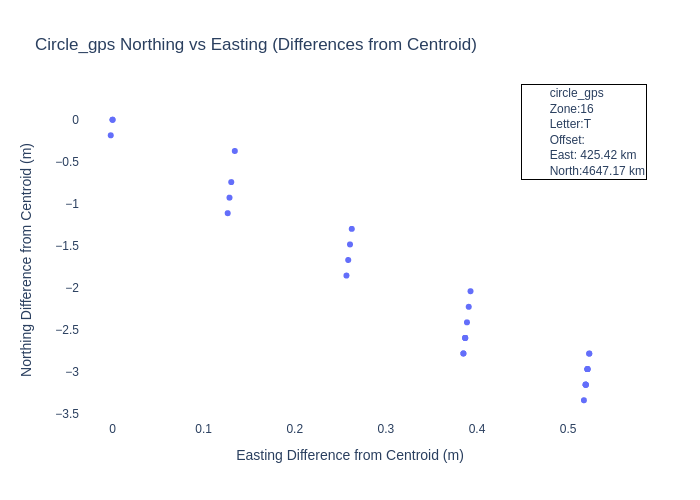 Circle_gps Northing vs Easting (Differences from Centroid)
circle_gps
Zone:16
Letter:T
Offset:
East: 425.42 km
North:4647.17 km
Northing Difference from Centroid (m)
0
−0.5
−1
−1.5
−2
−2.5
−3
−3.5
0 0.1 0.2 0.3 0.4 0.5
Easting Difference from Centroid (m)